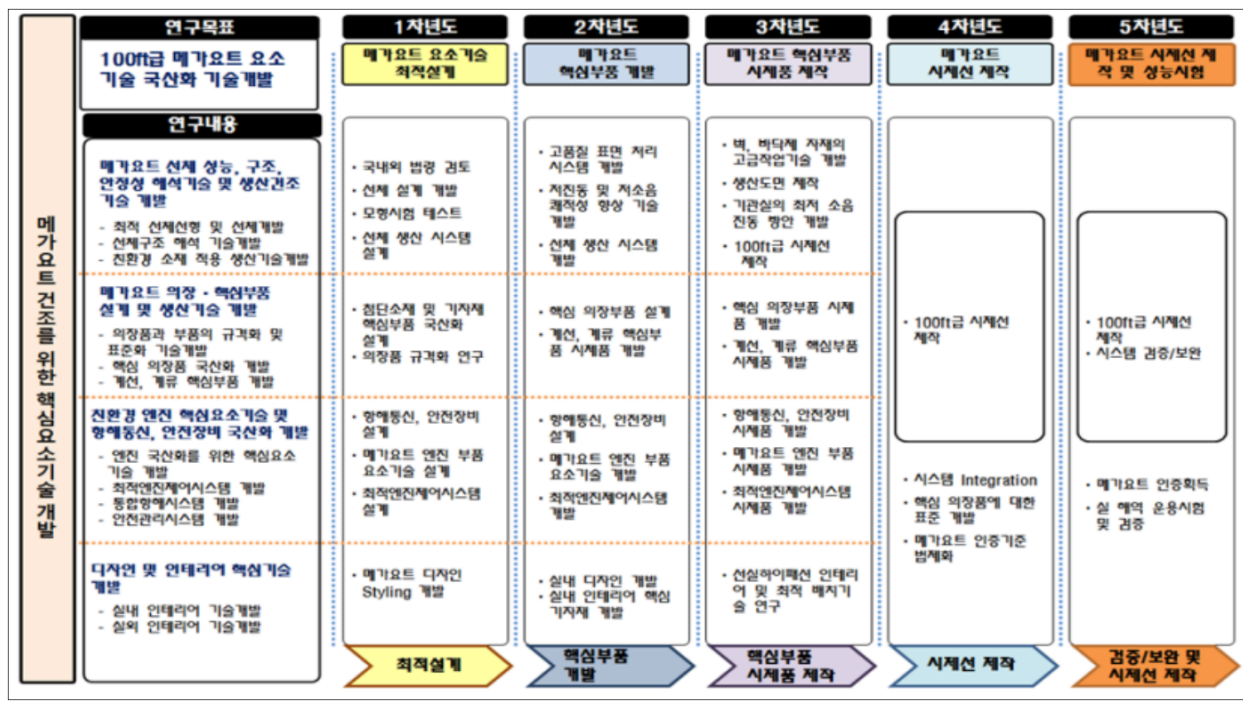 메가요트 건조를 위한 핵심요소기술 개발
연구목표
100ft급 메가요트 요소
기술 국산화 기술개발
연구내용
메가요트 선체 성능, 구조,
안정성 해석기술 및 생산건조
기술 개발
- 최적 선체선형 및 선체개발
- 선체구조 해석 기술개발
- 친환경 소재 적용 생산기술개발
메가요트 의장·핵심부품
설계 및 생산기술 개발
- 의장품과 부품의 규격화 및
표준화 기술개발
- 핵심 의장품 국산화 개발
- 계선, 계류 핵심부품 개발
친환경 엔진 핵심요소기술 및
항해통신, 안전장비 국산화 개발
- 엔진 국산화를 위한 핵심요소
기술 개발
- 최적엔진제어시스템 개발
- 통합항해시스템 개발
- 안전관리시스템 개발
디자인 및 인테리어 핵심기술
개발
- 실내 인테리어 기술개발
- 실외 인테리어 기술개발
1차년도
메가요트 요소기술
최적설계
• 국내외 법령 검토
• 선체 설계 개발
• 모형시험 테스트
• 선체 생산 시스템
설계
• 첨단소재 및 기자재
핵심부품 국산화
설계
• 의장품 규격화 연구
• 항해통신, 안전장비
설계
• 메가요트 엔진 부품
요소기술 설계
• 최적엔진제어시스템
설계
• 메가요트 디자인
Styling 개발
최적설계
2차년도
메가요트
핵심부품 개발
• 고품질 표면 처리
시스템 개발
• 저진동 및 저소음
쾌적성 향상 기술
개발
• 선체 생산 시스템
개발
• 핵심 의장부품 설계
• 계선, 계류 핵심부
품 시제품 개발
• 항해통신, 안전장비
설계
• 메가요트 엔진 부품
요소기술 개발
• 최적엔진제어시스템
개발
• 실내 디자인 개발
• 실내 인테리어 핵심
기자재 개발
핵심부품
개발
3차년도
메가요트 핵심부품
시제품 제작
• 벽, 바닥제 자재의
고급작업기술 개발
• 생산도면 제작
• 기관실의 최저 소음
진동 방안 개발
• 100ft급 시제선
제작
• 핵심 의장부품 시제
품 개발
• 계선, 계류 핵심부품
시제품 개발
• 항해통신, 안전장비
시제품 개발
• 메가요트 엔진 부품
시제품 개발
• 최적엔진제어시스템
시제품 개발
• 선실하이패션 인테리
어 및 최적 배치기
술 연구
핵심부품
시제품 제작
4차년도
메가요트
시제선 제작
• 100ft급 시제선
제작
• 시스템 Integration
• 핵심 의장품에 대한
표준 개발
• 메가요트 인증기준
법제화
시제선 제작
5차년도
메가요트 시제선 제
작 및 성능시험
• 100ft급 시제선
제작
• 시스템 검증/보완
• 메가요트 인증획득
• 실 해역 운용시험
및 검증
검증/보완 및
시제선 제작